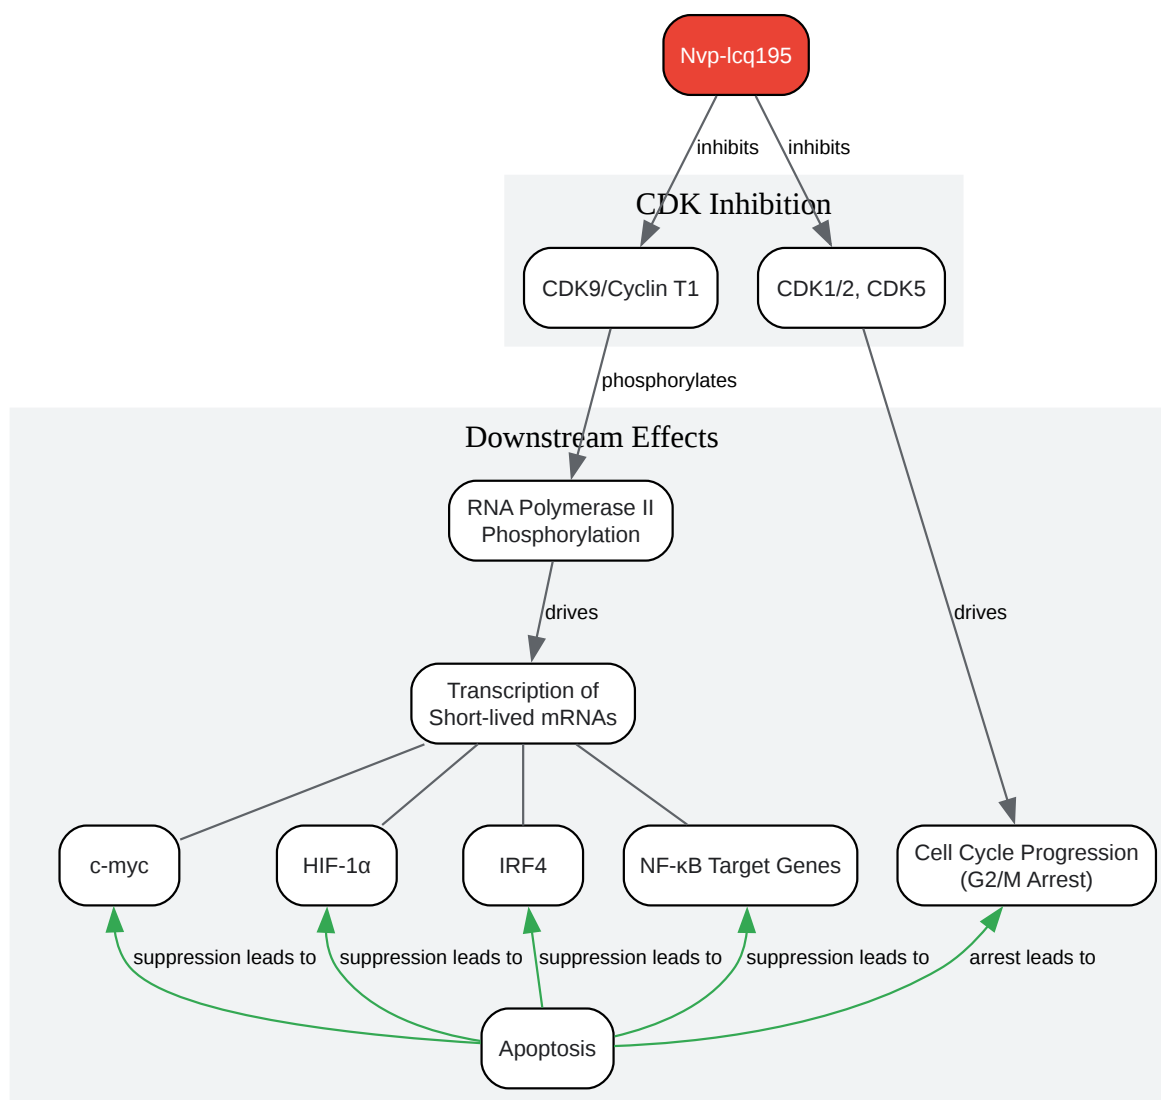 Nvp-lcq195
inhibits
inhibits
CDK Inhibition
CDK9/Cyclin T1
CDK1/2, CDK5
phosphorylates
Downstream Effects
RNA Polymerase II
Phosphorylation
drives
drives
Transcription of
Short-lived mRNAs
c-myc
HIF-1α
IRF4
NF-κB Target Genes
Cell Cycle Progression
(G2/M Arrest)
suppression leads to
suppression leads to
suppression leads to
suppression leads to
arrest leads to
Apoptosis